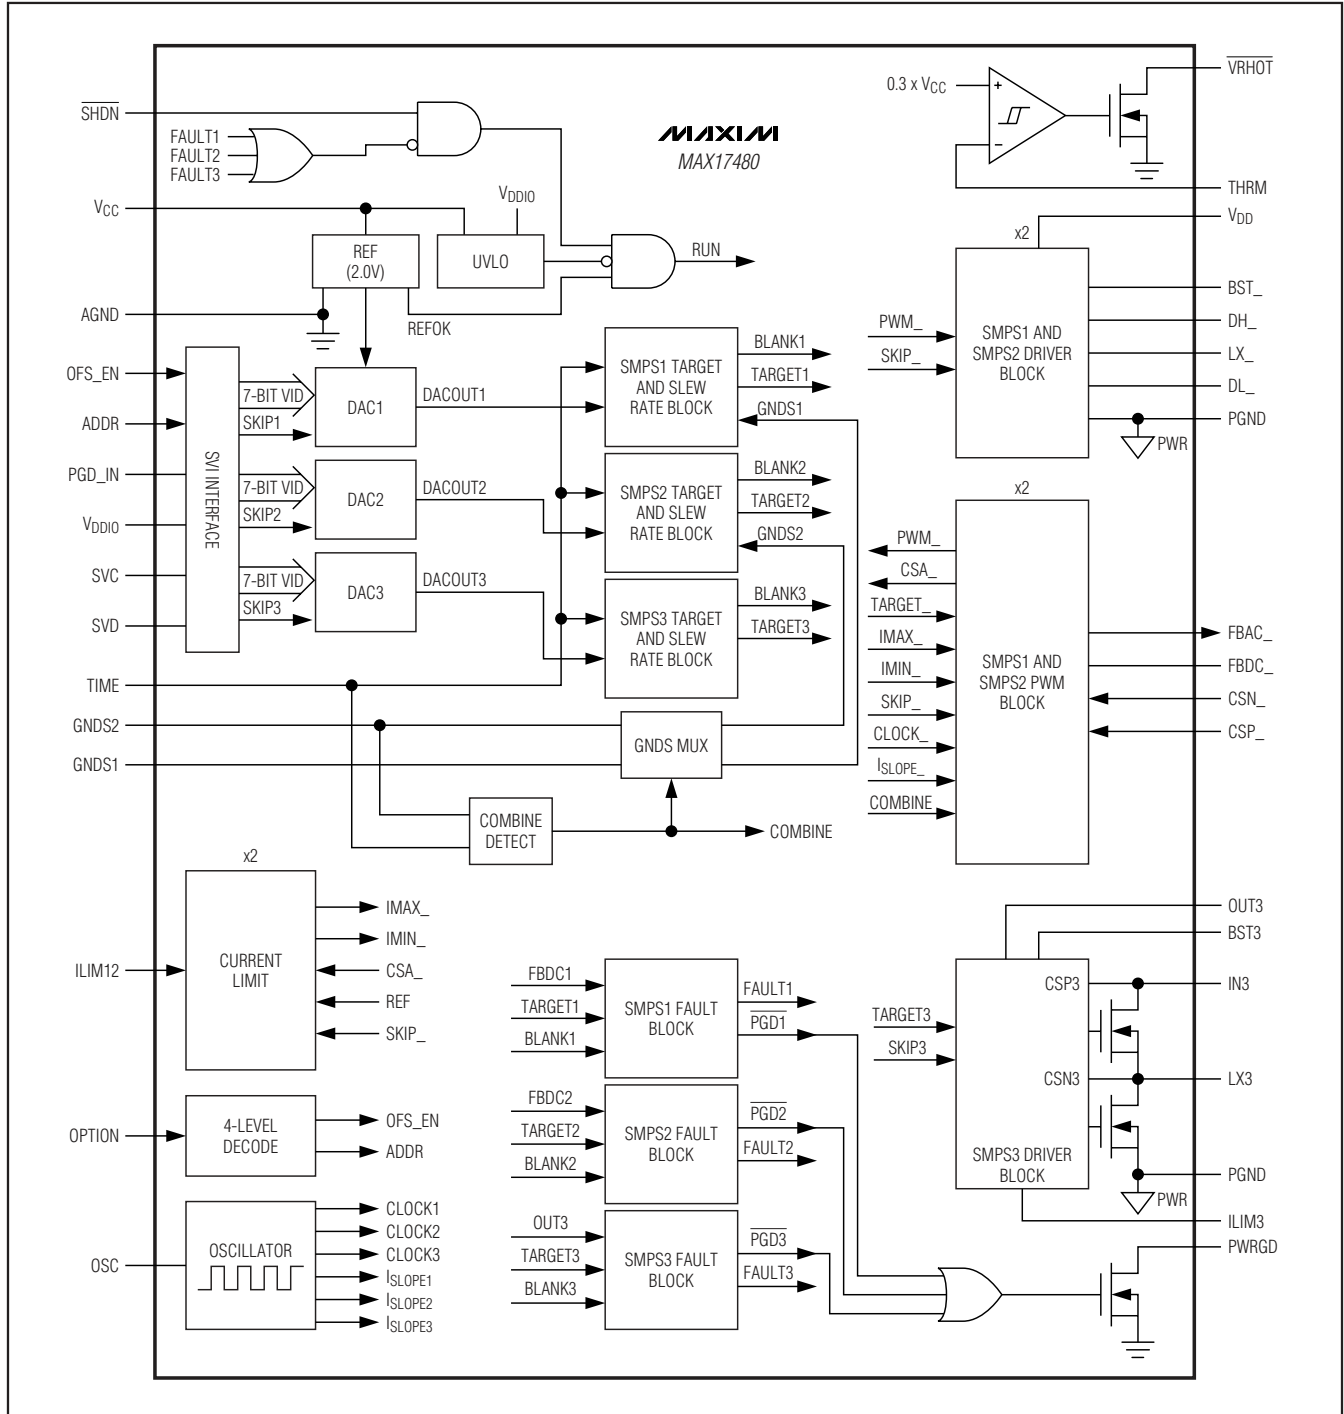 MAXIM
MAX17480
SHDN
FAULT1
FAULT2
FAULT3
VCC
VDDIO
REF
(2.0V)
UVLO
RUN
AGND
REFOK
OFS_EN
ADDR
PGD_IN
VDDIO
SVC
SVD
SVI INTERFACE
7-BIT VID
SKIP1
DAC1
DACOUT1
7-BIT VID
SKIP2
DAC2
DACOUT2
7-BIT VID
SKIP3
DAC3
DACOUT3
SMPS1 TARGET
AND SLEW
RATE BLOCK
BLANK1
TARGET1
GNDS1
SMPS2 TARGET
AND SLEW
RATE BLOCK
BLANK2
TARGET2
GNDS2
SMPS3 TARGET
AND SLEW
RATE BLOCK
BLANK3
TARGET3
TIME
GNDS2
GNDS1
GNDS MUX
COMBINE
DETECT
COMBINE
0.3 x VCC
+
−
VRHOT
THRM
VDD
x2
PWM_
SKIP_
SMPS1 AND
SMPS2 DRIVER
BLOCK
BST_
DH_
LX_
DL_
PGND
PWR
x2
PWM_
CSA_
TARGET_
IMAX_
IMIN_
SKIP_
CLOCK_
ISLOPE_
COMBINE
SMPS1 AND
SMPS2 PWM
BLOCK
FBAC_
FBDC_
CSN_
CSP_
x2
ILIM12
CURRENT
LIMIT
IMAX_
IMIN_
CSA_
REF
SKIP_
OPTION
4-LEVEL
DECODE
OFS_EN
ADDR
OSC
OSCILLATOR
CLOCK1
CLOCK2
CLOCK3
ISLOPE1
ISLOPE2
ISLOPE3
FBDC1
TARGET1
BLANK1
SMPS1 FAULT
BLOCK
FAULT1
PGD1
FBDC2
TARGET2
BLANK2
SMPS2 FAULT
BLOCK
PGD2
FAULT2
OUT3
TARGET3
BLANK3
SMPS3 FAULT
BLOCK
PGD3
FAULT3
TARGET3
SKIP3
CSP3
CSN3
SMPS3 DRIVER
BLOCK
OUT3
BST3
IN3
LX3
PGND
PWR
ILIM3
PWRGD